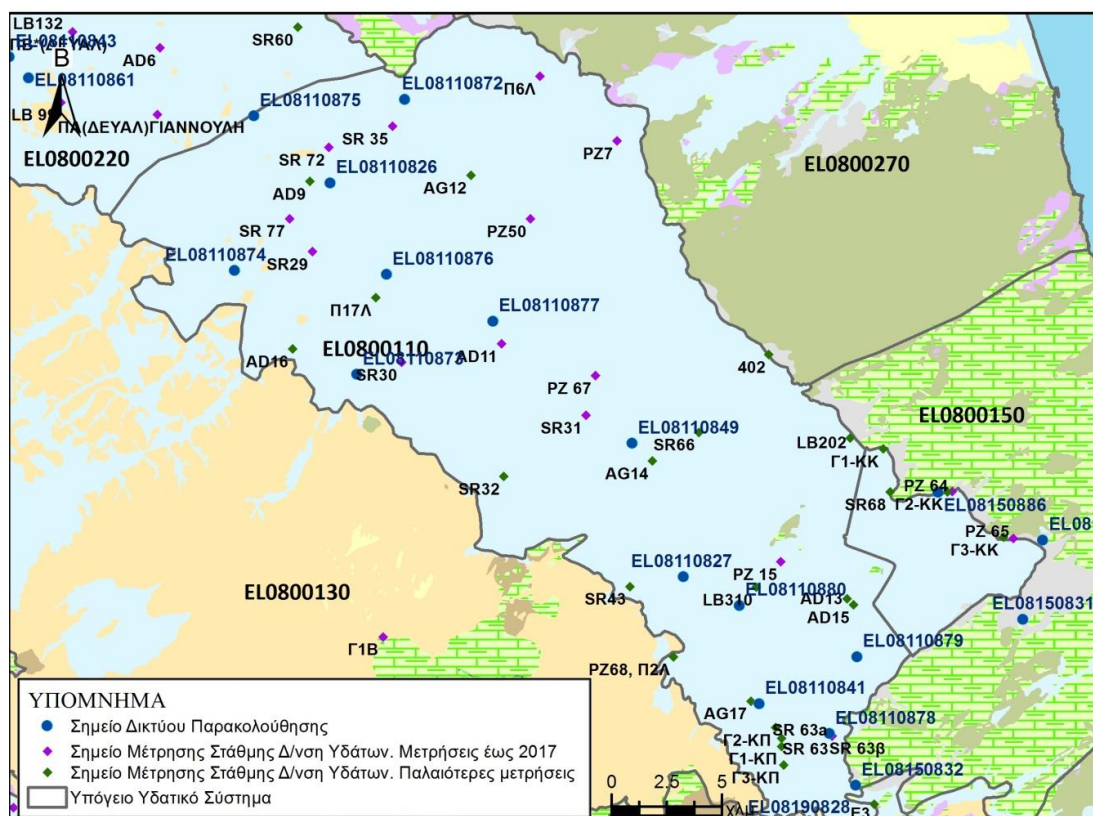 LB132
EL08110843
SR60
AD6
EL08110861
B
EL08110872
Π6Λ
EL08110875
ΠΑ(ΔΕΥΑΛ)ΓΙΑΝΝΟΥΛΗ
SR 35
PZ7
EL0800220
SR 72
EL08110826
EL0800270
AD9
AG12
SR 77
PZ50
EL08110874
SR29
EL08110876
Π17Λ
EL08110877
AD16
EL0800110
AD11
402
EL08110873
SR30
PZ 67
EL0800150
SR31
EL08110849
LB202
SR66
Γ1-ΚΚ
AG14
SR32
PZ 64
SR68
Γ2-ΚΚ
EL08150886
PZ 65
EL08
Γ3-ΚΚ
EL08110827
EL0800130
PZ 15
EL08110880
SR43
LB310
AD13
EL08150831
AD15
Γ1Β
EL08110879
PZ68, Π2Λ
EL08110841
AG17
EL08110878
SR 63a
Γ2-ΚΠ
SR 63
SR 63β
Γ1-ΚΠ
Γ3-ΚΠ
EL08150832
EL08190828
ΥΠΟΜΝΗΜΑ
Σημείο Δικτύου Παρακολούθησης
Σημείο Μέτρησης Στάθμης Δ/νση Υδάτων. Μετρήσεις έως 2017
Σημείο Μέτρησης Στάθμης Δ/νση Υδάτων. Παλαιότερες μετρήσεις
Υπόγειο Υδατικό Σύστημα
0 2.5 5